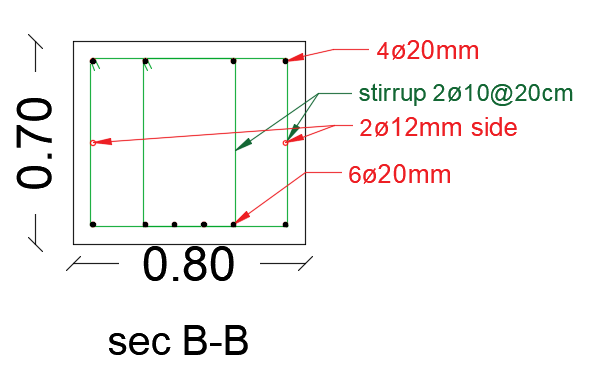 4ø20mm
stirrup 2ø10@20cm
2ø12mm side
6ø20mm
0.70
0.80
sec B-B